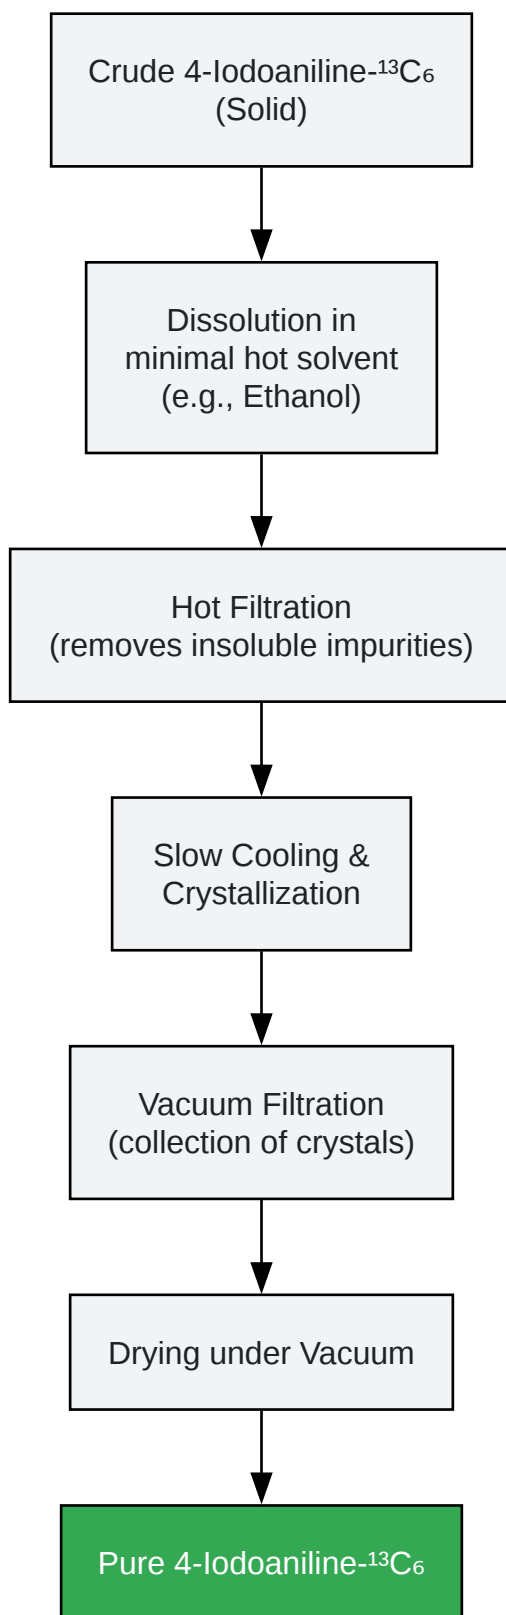 Crude 4-Iodoaniline-¹³C₆
(Solid)
Dissolution in
minimal hot solvent
(e.g., Ethanol)
Hot Filtration
(removes insoluble impurities)
Slow Cooling &
Crystallization
Vacuum Filtration
(collection of crystals)
Drying under Vacuum
Pure 4-Iodoaniline-¹³C₆